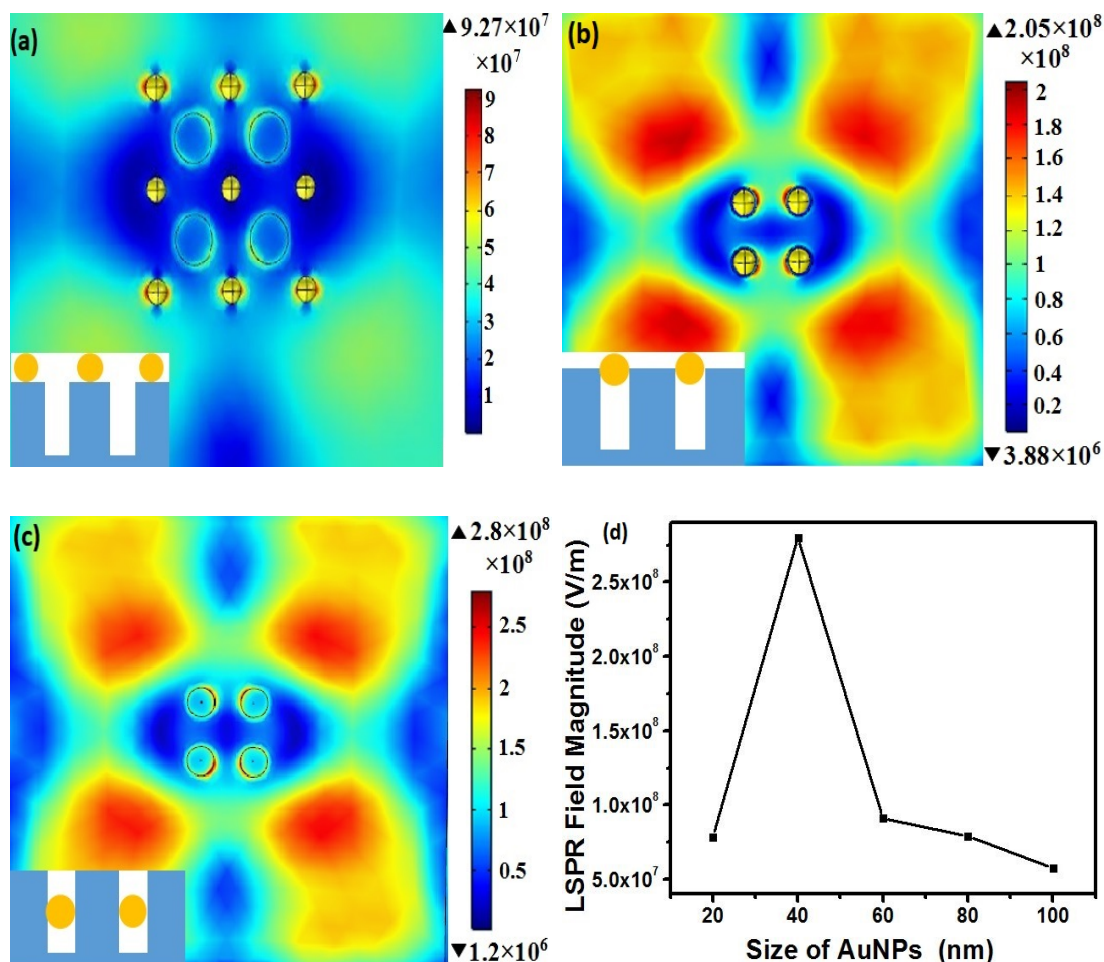 (a)
▲9.27×10⁷
×10⁷
9
8
7
6
5
4
3
2
1
(b)
▲2.05×10⁸
×10⁸
2
1.8
1.6
1.4
1.2
1
0.8
0.6
0.4
0.2
▼3.88×10⁶
(c)
▲2.8×10⁸
×10⁸
2.5
2
1.5
1
0.5
▼1.2×10⁶
(d)
LSPR Field Magnitude (V/m)
2.5x10⁸
2.0x10⁸
1.5x10⁸
1.0x10⁸
5.0x10⁷
20 40 60 80 100
Size of AuNPs (nm)